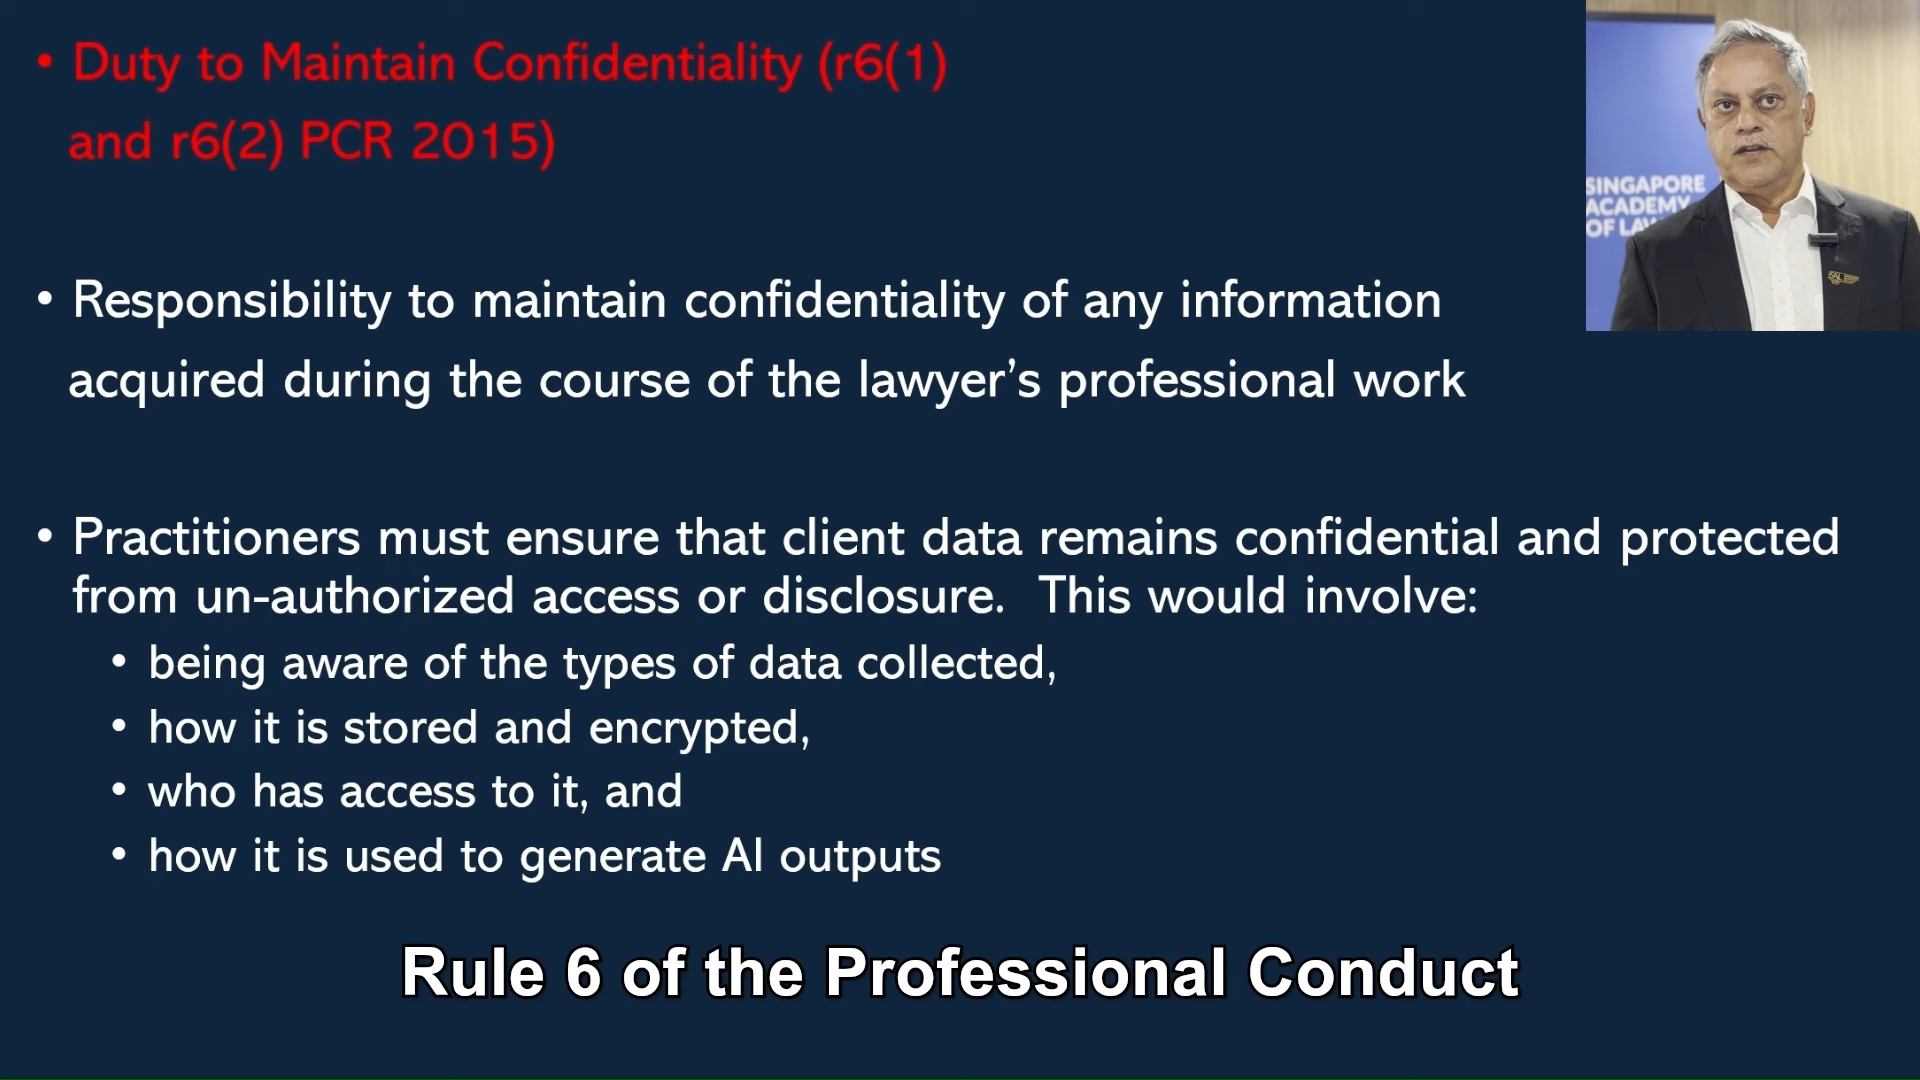 • Duty to Maintain Confidentiality (r6(1)
and r6(2) PCR 2015)
SINGAPORE
ACADEMY
OF LAW
• Responsibility to maintain confidentiality of any information
acquired during the course of the lawyer’s professional work
• Practitioners must ensure that client data remains confidential and protected
from un-authorized access or disclosure. This would involve:
• being aware of the types of data collected,
• how it is stored and encrypted,
• who has access to it, and
• how it is used to generate AI outputs
Rule 6 of the Professional Conduct